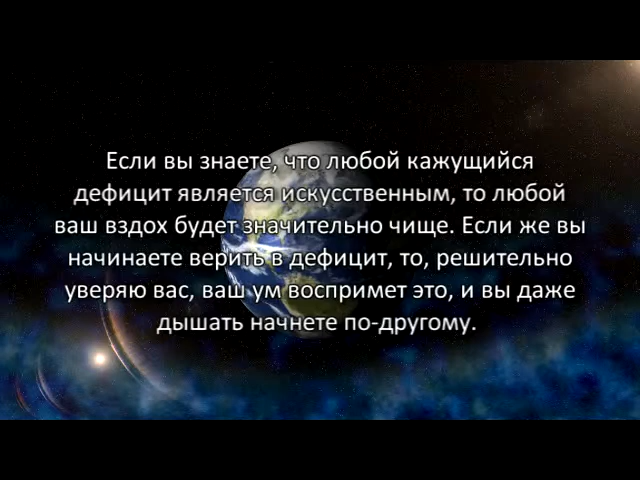 Если вы знаете, что любой кажущийся
дефицит является искусственным, то любой
ваш вздох будет значительно чище. Если же вы
начинаете верить в дефицит, то, решительно
уверяю вас, ваш ум воспримет это, и вы даже
дышать начнете по-другому.